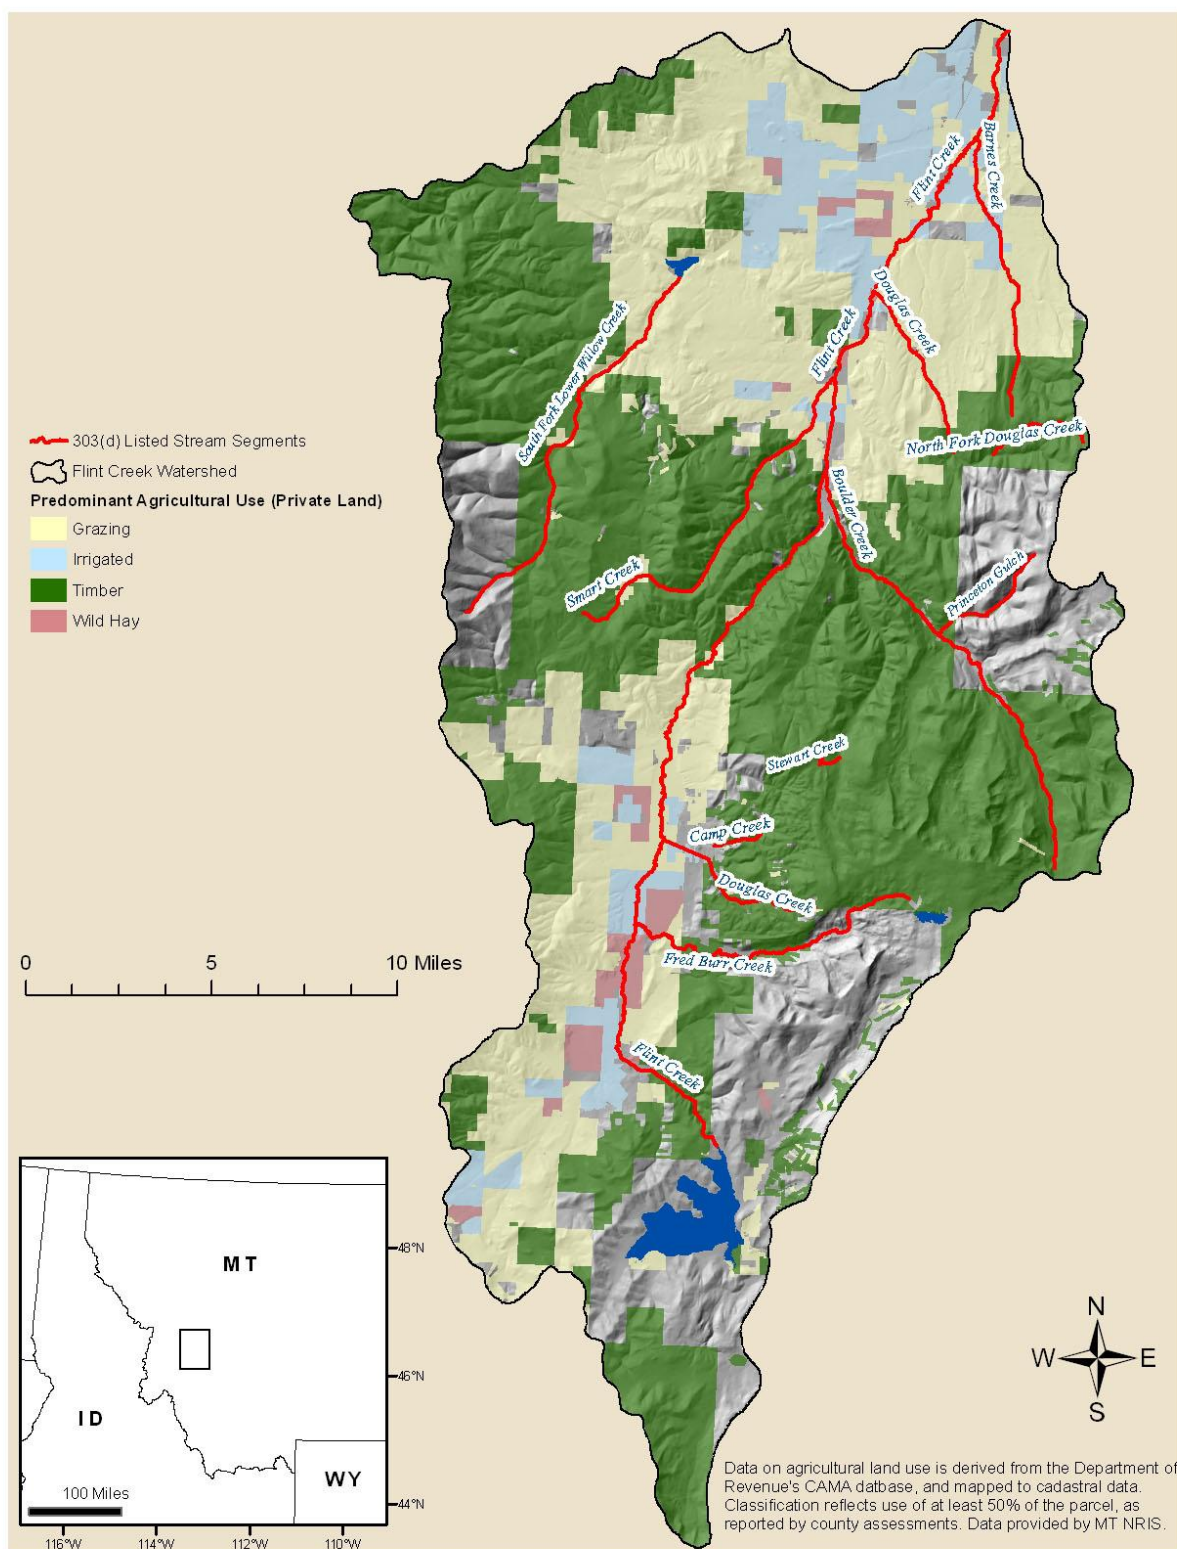 Barnes Creek
Flint Creek
Douglas Creek
South Fork Lower Willow Creek
Flint Creek
303(d) Listed Stream Segments
Flint Creek Watershed
Predominant Agricultural Use (Private Land)
Grazing
Irrigated
Timber
Wild Hay
North Fork Douglas Creek
Boulder Creek
Smart Creek
Princeton Gulch
Stewart Creek
Camp Creek
Douglas Creek
Fred Burr Creek
0 5 10 Miles
Flint Creek
MT
48°N
ID
46°N
WY
100 Miles
44°N
116°W 114°W 112°W 110°W
N
W E
S
Data on agricultural land use is derived from the Department of
Revenue's CAMA datbase, and mapped to cadastral data.
Classification reflects use of at least 50% of the parcel, as
reported by county assessments. Data provided by MT NRIS.